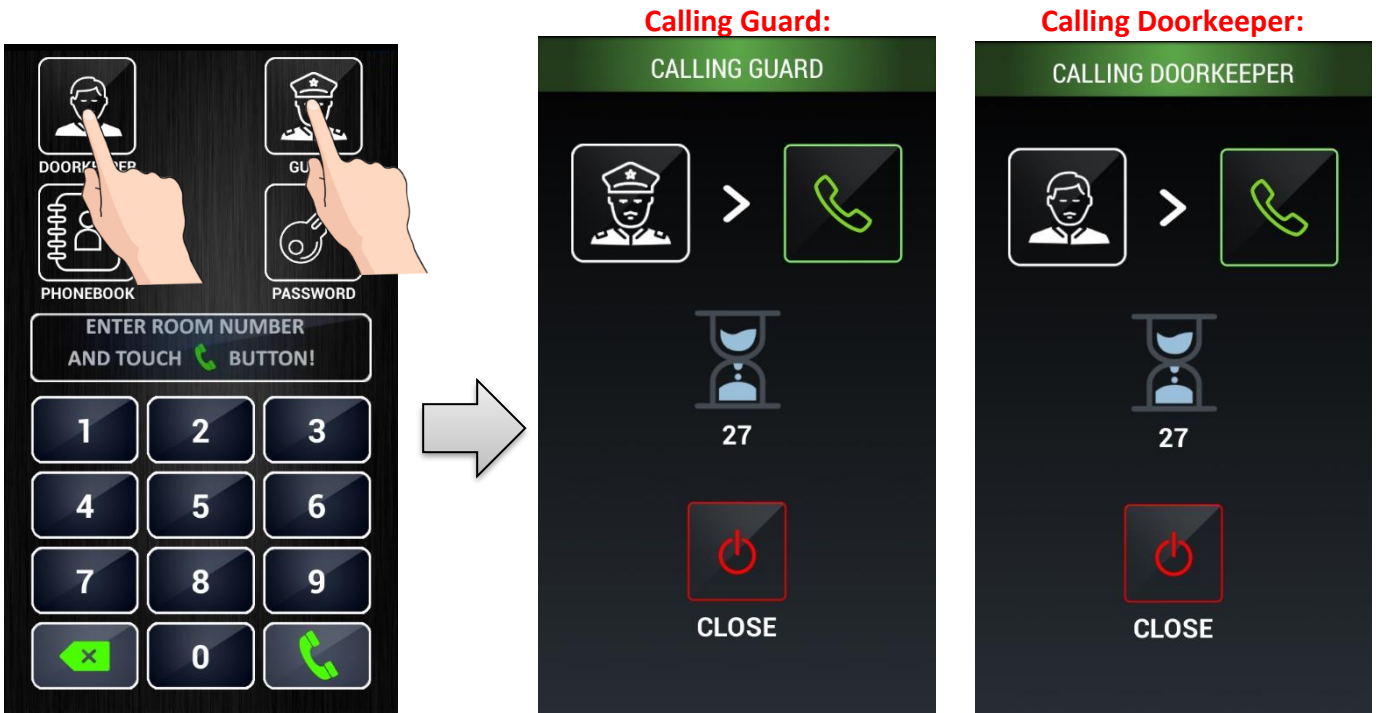 Calling Guard:
Calling Doorkeeper:
PHONEBOOK
PASSWORD
ENTER ROOM NUMBER
AND TOUCH BUTTON!
1 2 3
4 5 6
7 8 9
0
CALLING GUARD
27
CLOSE
CALLING DOORKEEPER
27
CLOSE